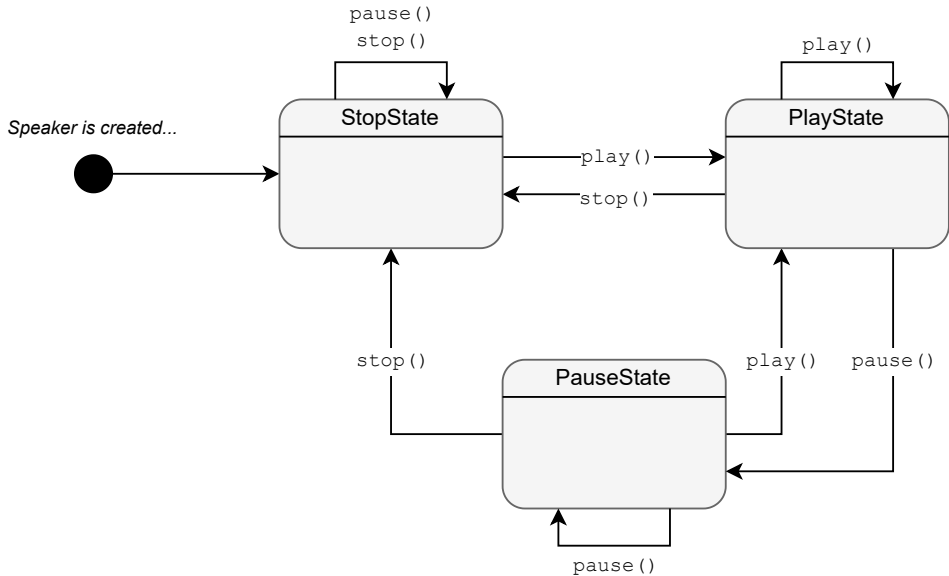 pause()
stop()
play()
Speaker is created...
StopState
PlayState
play()
stop()
stop()
PauseState
play()
pause()
pause()